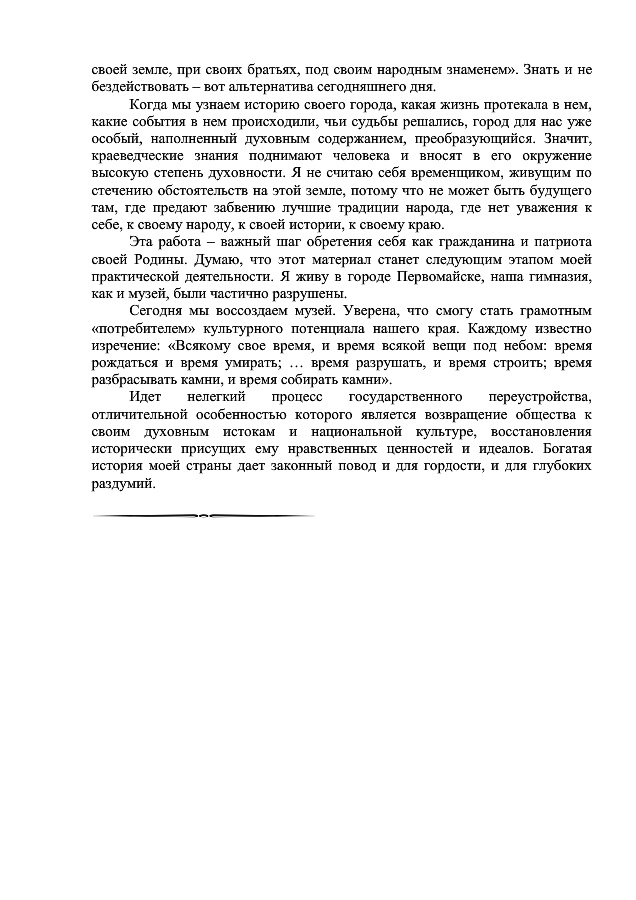 своей земле, при своих братьях, под своим народным знаменем». Знать и не
бездействовать – вот альтернатива сегодняшнего дня.
Когда мы узнаем историю своего города, какая жизнь протекала в нем,
какие события в нем происходили, чьи судьбы решались, город для нас уже
особый, наполненный духовным содержанием, преобразующийся. Значит,
краеведческие знания поднимают человека и вносят в его окружение
высокую степень духовности. Я не считаю себя временщиком, живущим по
стечению обстоятельств на этой земле, потому что не может быть будущего
там, где предают забвению лучшие традиции народа, где нет уважения к
себе, к своему народу, к своей истории, к своему краю.
Эта работа – важный шаг обретения себя как гражданина и патриота
своей Родины. Думаю, что этот материал станет следующим этапом моей
практической деятельности. Я живу в городе Первомайске, наша гимназия,
как и музей, были частично разрушены.
Сегодня мы воссоздаем музей. Уверена, что смогу стать грамотным
«потребителем» культурного потенциала нашего края. Каждому известно
изречение: «Всякому свое время, и время всякой вещи под небом: время
рождаться и время умирать; … время разрушать, и время строить; время
разбрасывать камни, и время собирать камни».
Идет нелегкий процесс государственного переустройства,
отличительной особенностью которого является возвращение общества к
своим духовным истокам и национальной культуре, восстановления
исторически присущих ему нравственных ценностей и идеалов. Богатая
история моей страны дает законный повод и для гордости, и для глубоких
раздумий.